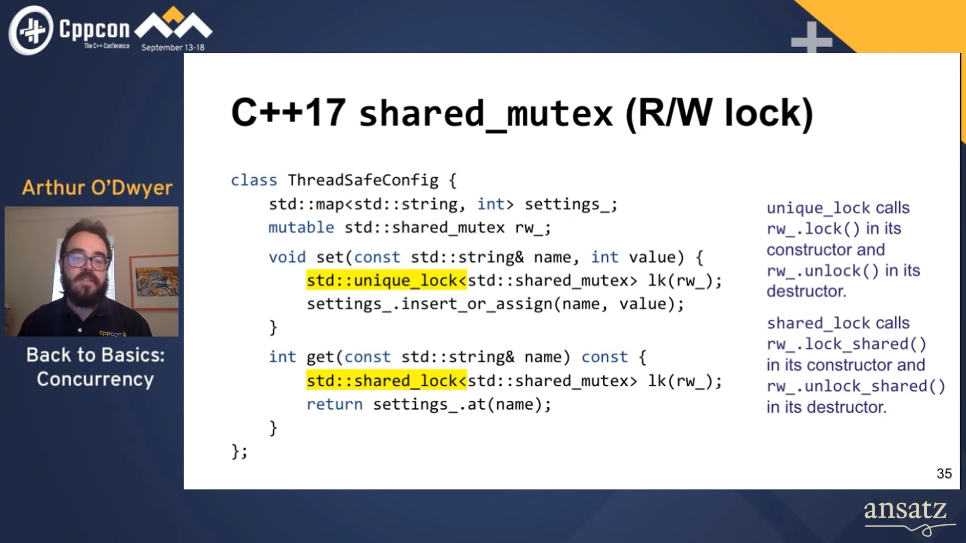 Cppcon
The C++ Conference
September 13-18
C++17 shared_mutex (R/W lock)
Arthur O'Dwyer
Back to Basics:
Concurrency
class ThreadSafeConfig {
    std::map<std::string, int> settings_;
    mutable std::shared_mutex rw_;
    void set(const std::string& name, int value) {
        std::unique_lock<std::shared_mutex> lk(rw_);
        settings_.insert_or_assign(name, value);
    }
    int get(const std::string& name) const {
        std::shared_lock<std::shared_mutex> lk(rw_);
        return settings_.at(name);
    }
};
unique_lock calls
rw_.lock() in its
constructor and
rw_.unlock() in its
destructor.
shared_lock calls
rw_.lock_shared()
in its constructor and
rw_.unlock_shared()
in its destructor.
35
ansatz